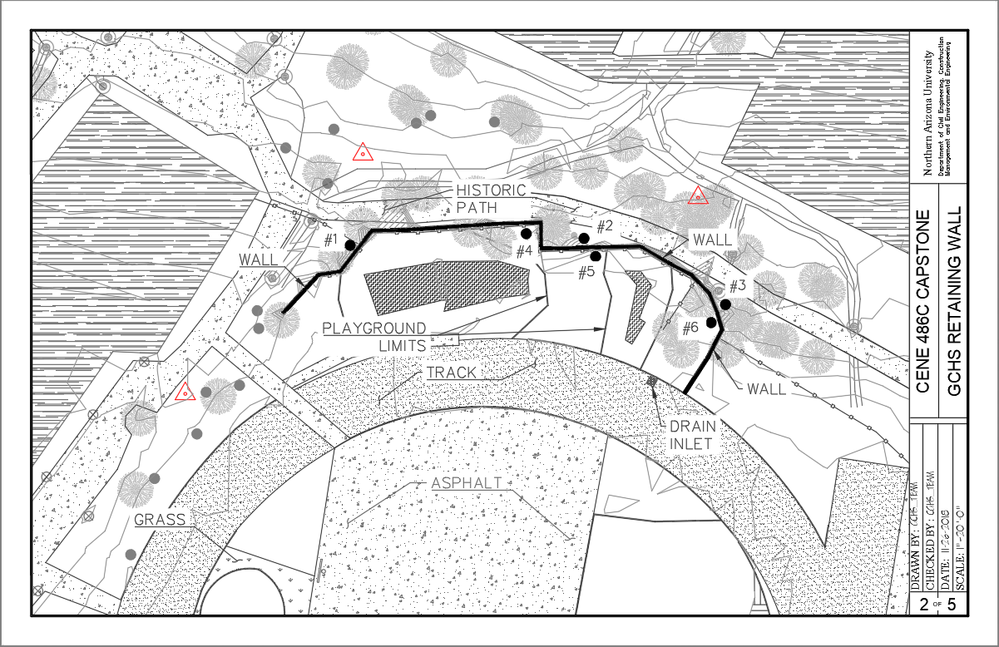 HISTORIC
PATH
#1
#2
#4
WALL
WALL
#5
#3
#6
PLAYGROUND
LIMITS
TRACK
WALL
DRAIN
INLET
ASPHALT
GRASS
Northern Arizona University
Department of Civil Engineering, Construction
Management and Environmental Engineering
CENE 486C CAPSTONE
GCHS RETAINING WALL
DRAWN BY: GCHS TEAM
CHECKED BY: GCHS TEAM
DATE: 11-26-2018
SCALE: 1"-20'-0"
2 OF 5